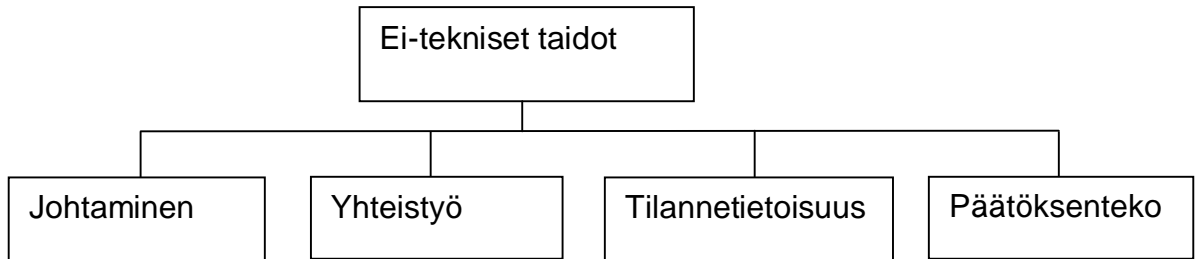 Ei-tekniset taidot
Johtaminen
Yhteistyö
Tilannetietoisuus
Päätöksenteko